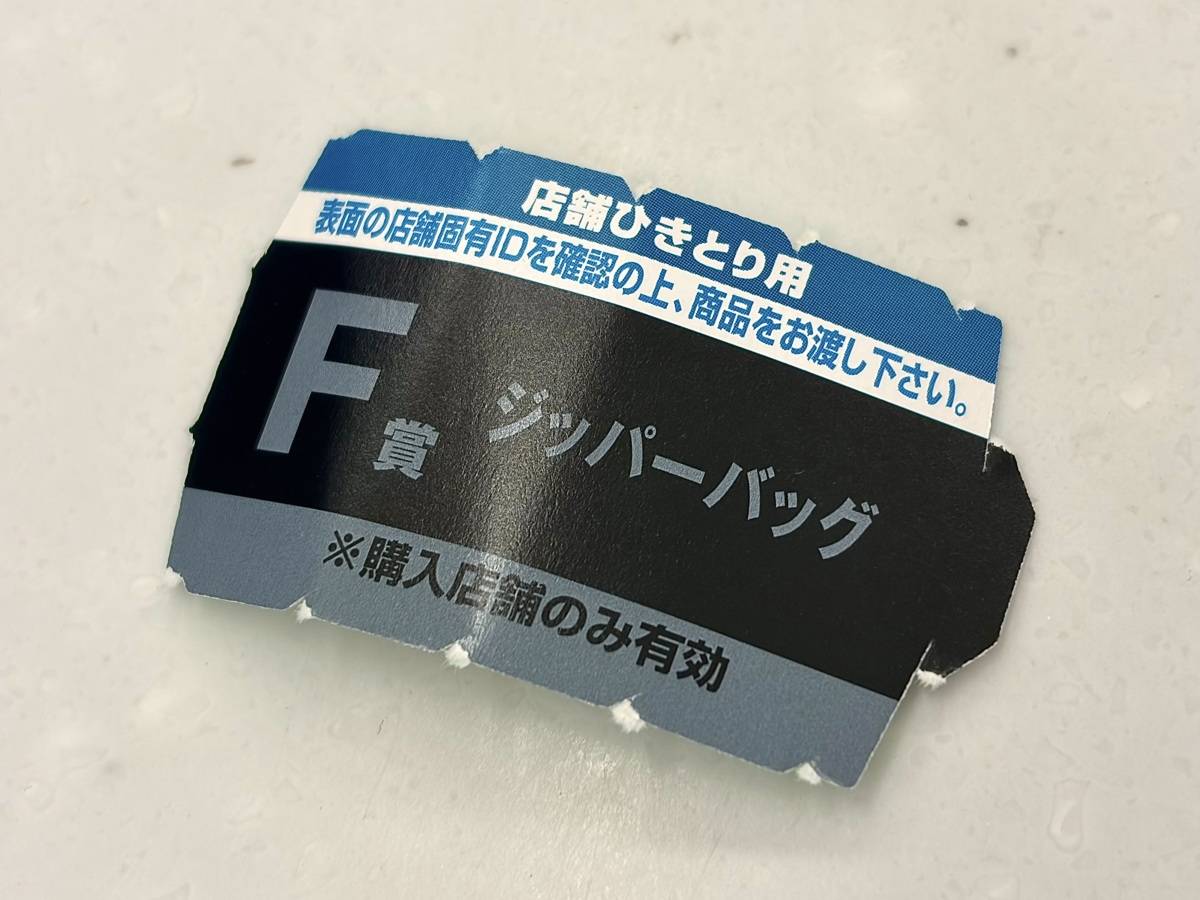 店舗ひきとり用
表面の店舗固有IDを確認の上、商品をお渡し下さい。
F賞 ジッパーバッグ
※購入店舗のみ有効